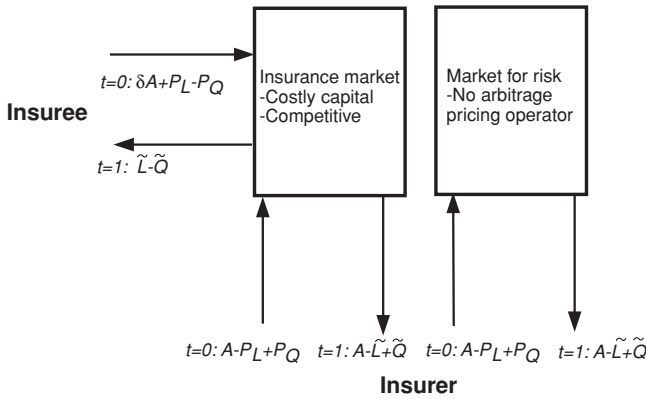 t=0: δA+P_L-P_Q
Insurance market
-Costly capital
-Competitive
Market for risk
-No arbitrage
pricing operator
Insuree
t=1: L̃-Q̃
t=0: A-P_L+P_Q
t=1: A-L̃+Q̃
t=0: A-P_L+P_Q
t=1: A-L̃+Q̃
Insurer